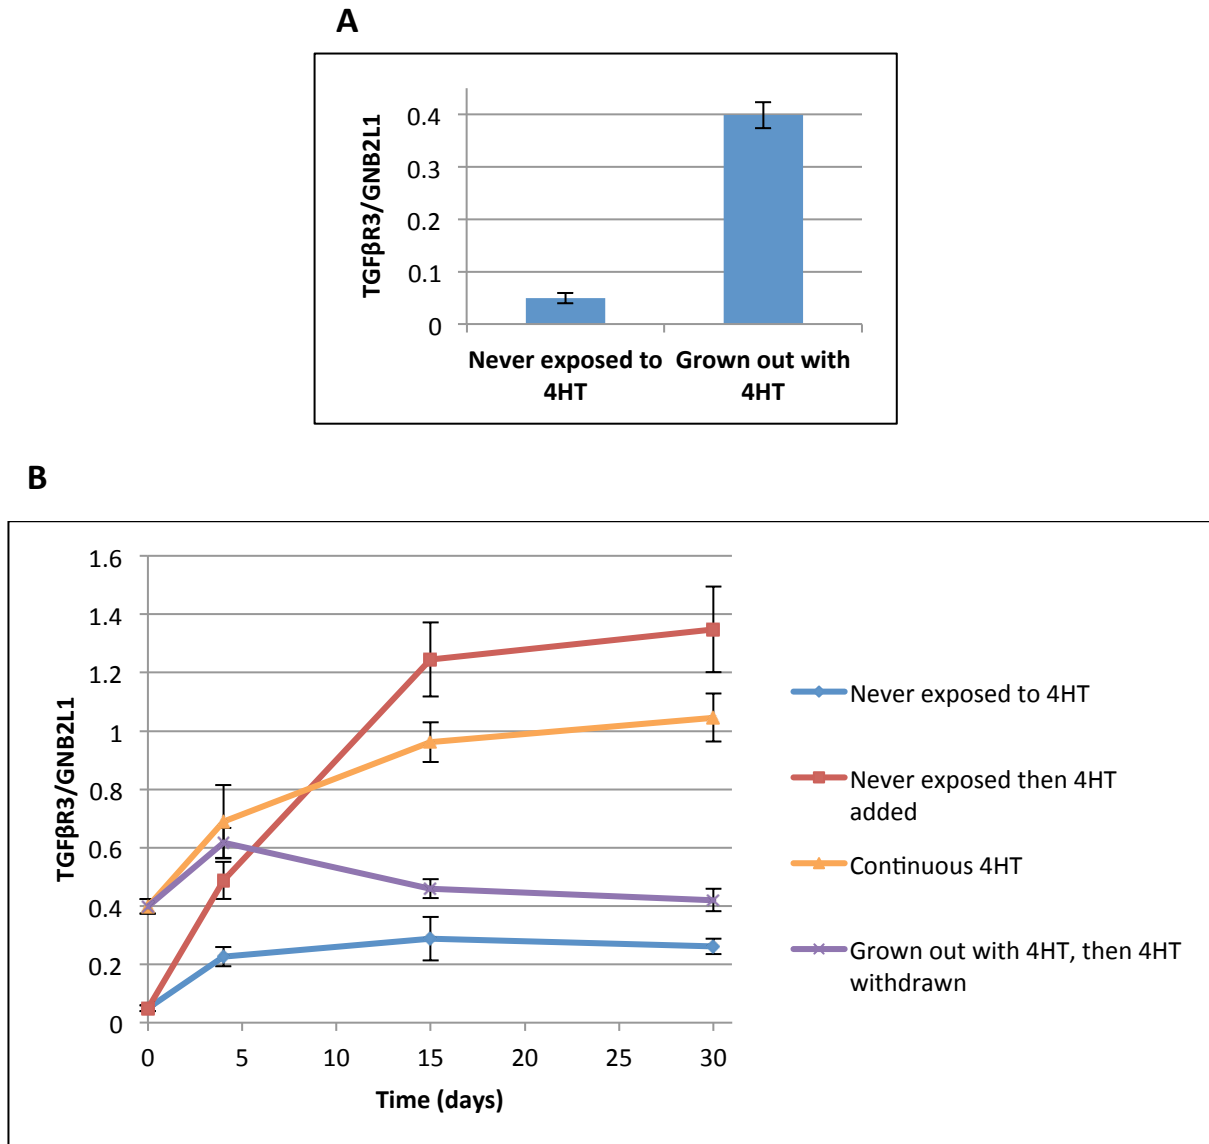 A
TGFβR3/GNB2L1
0.4
0.3
0.2
0.1
0
Never exposed to
4HT
Grown out with
4HT
B
TGFβR3/GNB2L1
1.6
1.4
1.2
1
0.8
0.6
0.4
0.2
0
0 5 10 15 20 25 30
Time (days)
Never exposed to 4HT
Never exposed then 4HT
added
Continuous 4HT
Grown out with 4HT, then 4HT
withdrawn